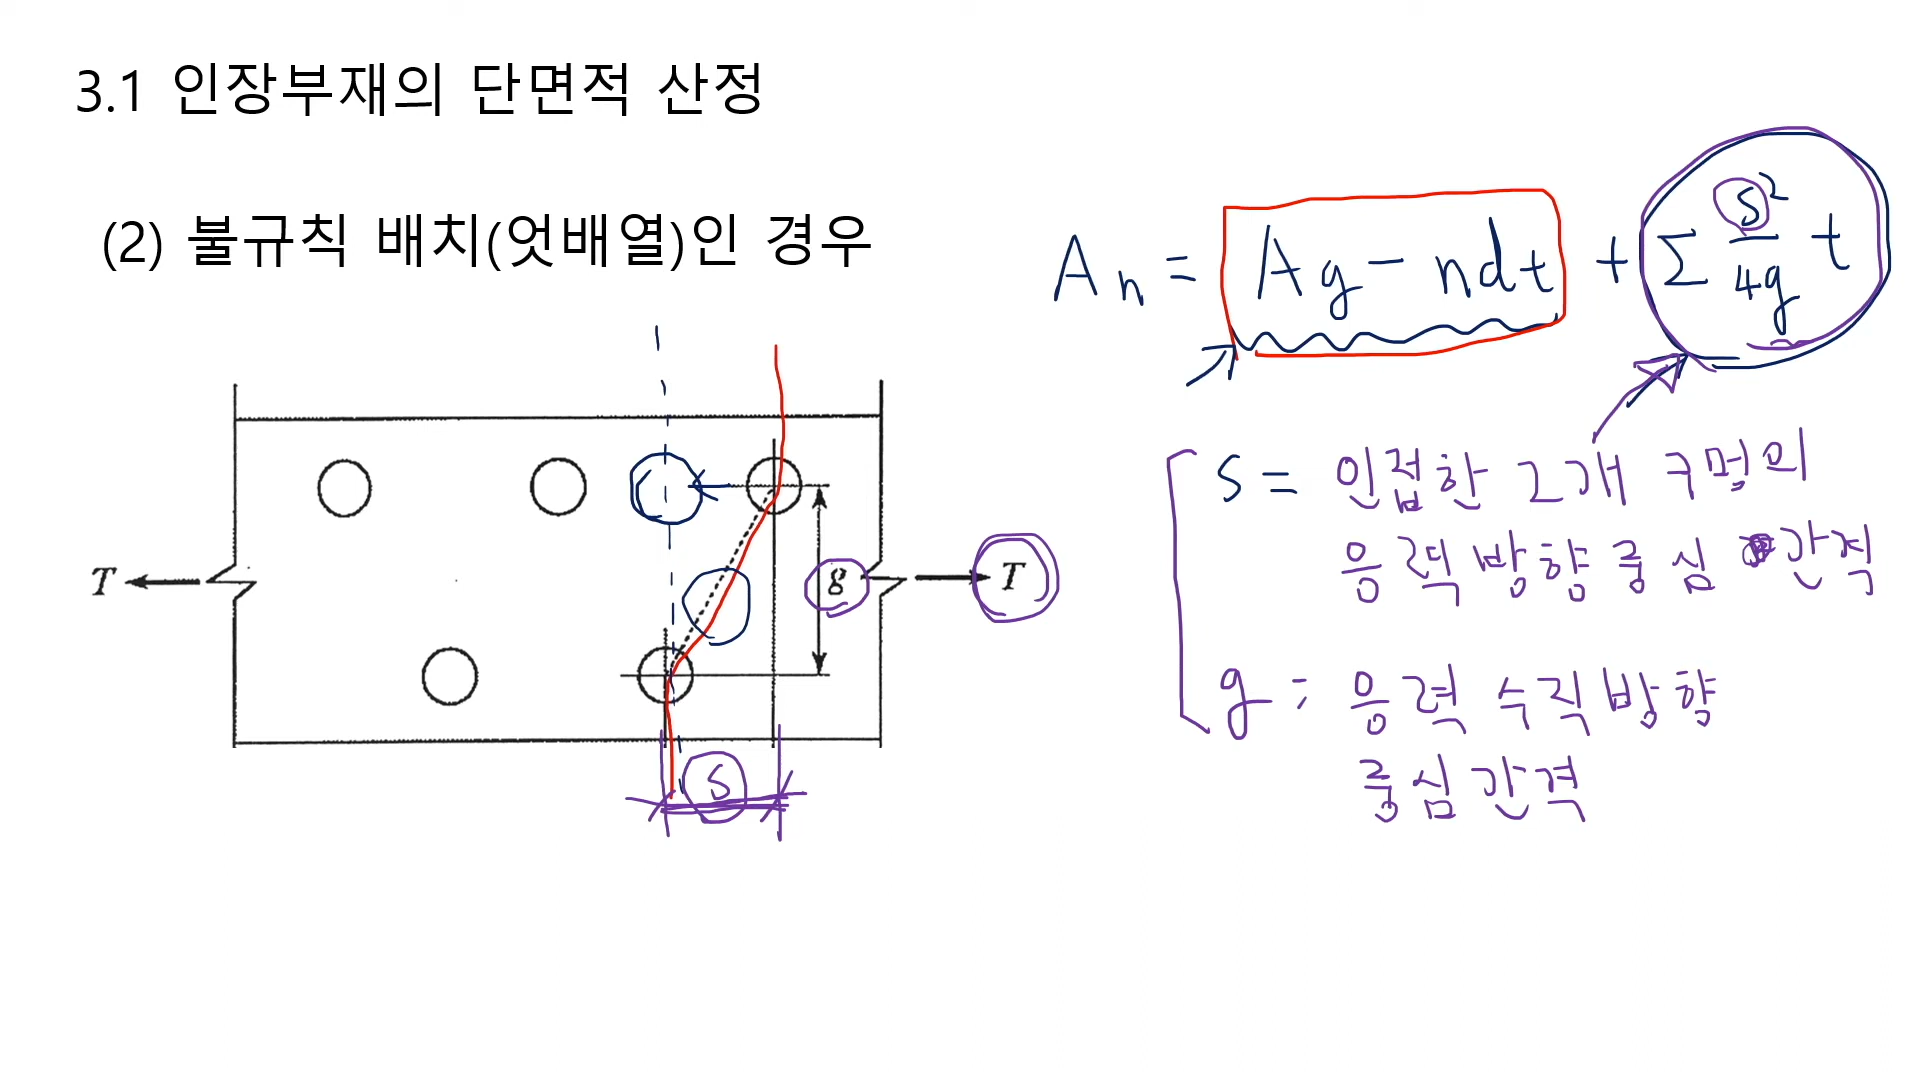 3.1 인장부재의 단면적 산정
(2) 불규칙 배치(엇배열)인 경우
An = Ag - ndt + Σ s²/4g t
s = 인접한 2개 구멍의
응력방향 중심 간격
g : 응력 수직방향
중심간격
T
g
T
S